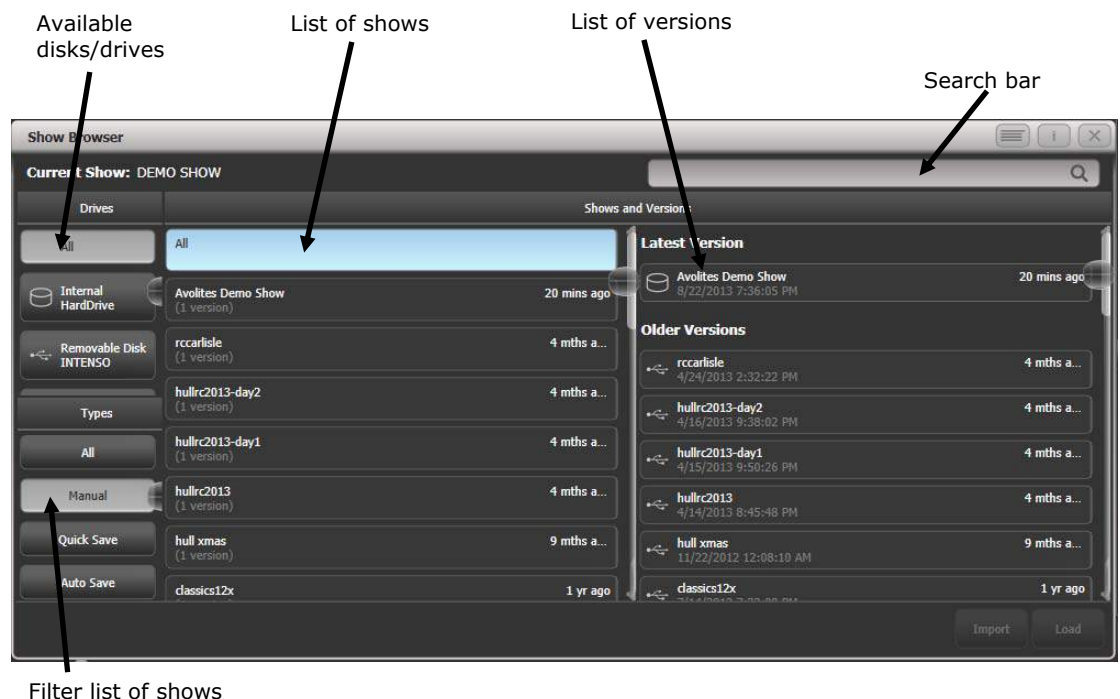 Available
disks/drives
List of shows
List of versions
Search bar
Show Browser
i
X
Current Show: DEMO SHOW
Drives
Shows and Versions
All
Internal
HardDrive
Removable Disk
INTENSO
Types
All
Manual
Quick Save
Auto Save
All
Avolites Demo Show 20 mins ago
(1 version)
rccarlisle 4 mths a...
(1 version)
hullrc2013-day2 4 mths a...
(1 version)
hullrc2013-day1 4 mths a...
(1 version)
hullrc2013 4 mths a...
(1 version)
hull xmas 9 mths a...
(1 version)
classics12x 1 yr ago
Latest Version
Avolites Demo Show 20 mins ago
8/22/2013 7:36:05 PM
Older Versions
rccarlisle 4 mths a...
4/24/2013 2:32:22 PM
hullrc2013-day2 4 mths a...
4/16/2013 9:38:02 PM
hullrc2013-day1 4 mths a...
4/15/2013 9:50:26 PM
hullrc2013 4 mths a...
4/14/2013 8:45:48 PM
hull xmas 9 mths a...
11/22/2012 12:08:10 AM
classics12x 1 yr ago
Import Load
Filter list of shows